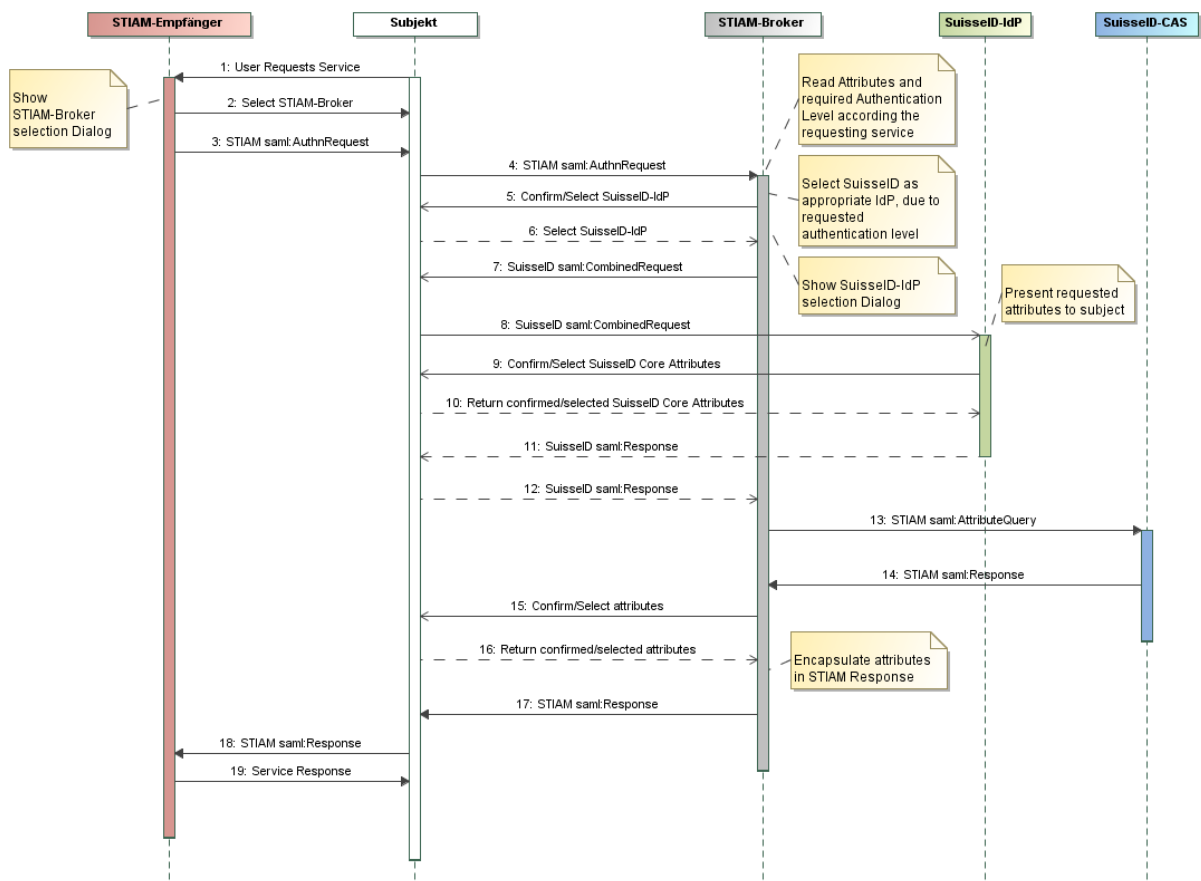 STIAM-Empfänger
Subjekt
STIAM-Broker
SuisseID-IdP
SuisseID-CAS
1: User Requests Service
Show
STIAM-Broker
selection Dialog
2: Select STIAM-Broker
3: STIAM saml:AuthnRequest
Read Attributes and
required Authentication
Level according the
requesting service
4: STIAM saml:AuthnRequest
Select SuisseID as
appropriate IdP, due to
requested
authentication level
5: Confirm/Select SuisseID-IdP
6: Select SuisseID-IdP
7: SuisseID saml:CombinedRequest
Show SuisseID-IdP
selection Dialog
Present requested
attributes to subject
8: SuisseID saml:CombinedRequest
9: Confirm/Select SuisseID Core Attributes
10: Return confirmed/selected SuisseID Core Attributes
11: SuisseID saml:Response
12: SuisseID saml:Response
13: STIAM saml:AttributeQuery
14: STIAM saml:Response
15: Confirm/Select attributes
16: Return confirmed/selected attributes
Encapsulate attributes
in STIAM Response
17: STIAM saml:Response
18: STIAM saml:Response
19: Service Response